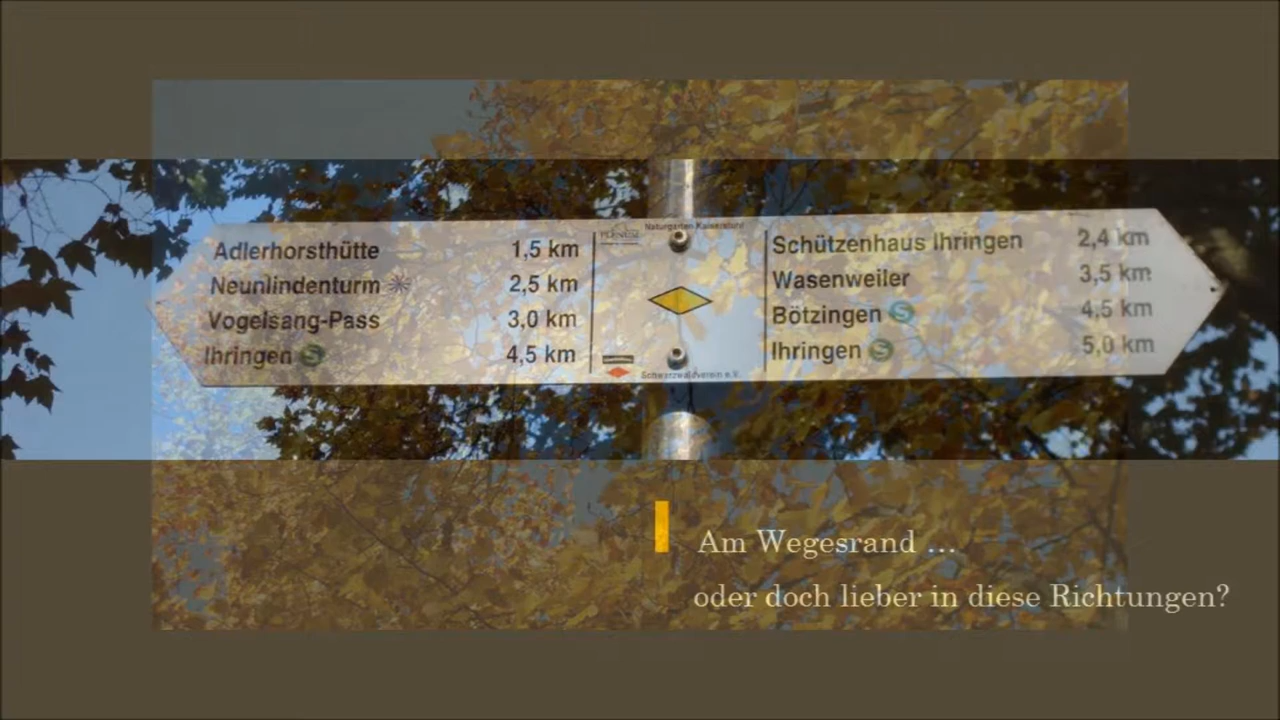 Naturgarten Kaiserstuhl
Adlerhorsthütte 1,5 km
Neunlindenturm 2,5 km
Vogelsang-Pass 3,0 km
Ihringen S 4,5 km
Schützenhaus Ihringen 2,4 km
Wasenweiler 3,5 km
Bötzingen S 4,5 km
Ihringen S 5,0 km
Schwarzwaldverein e.V.
Am Wegesrand …
oder doch lieber in diese Richtungen?